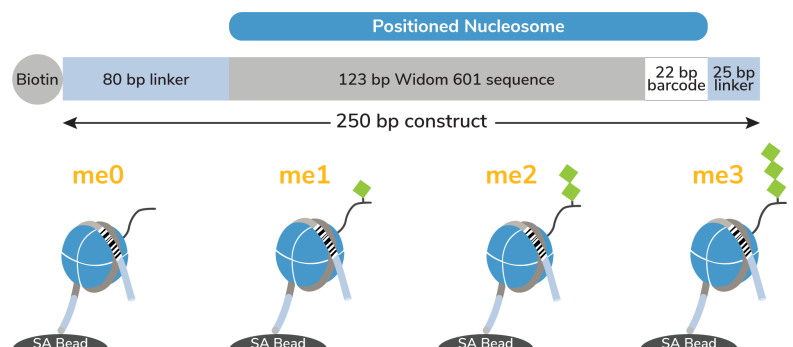 Positioned Nucleosome
Biotin
80 bp linker
123 bp Widom 601 sequence
22 bp
barcode
25 bp
linker
250 bp construct
me0
me1
me2
me3
SA Bead
SA Bead
SA Bead
SA Bead